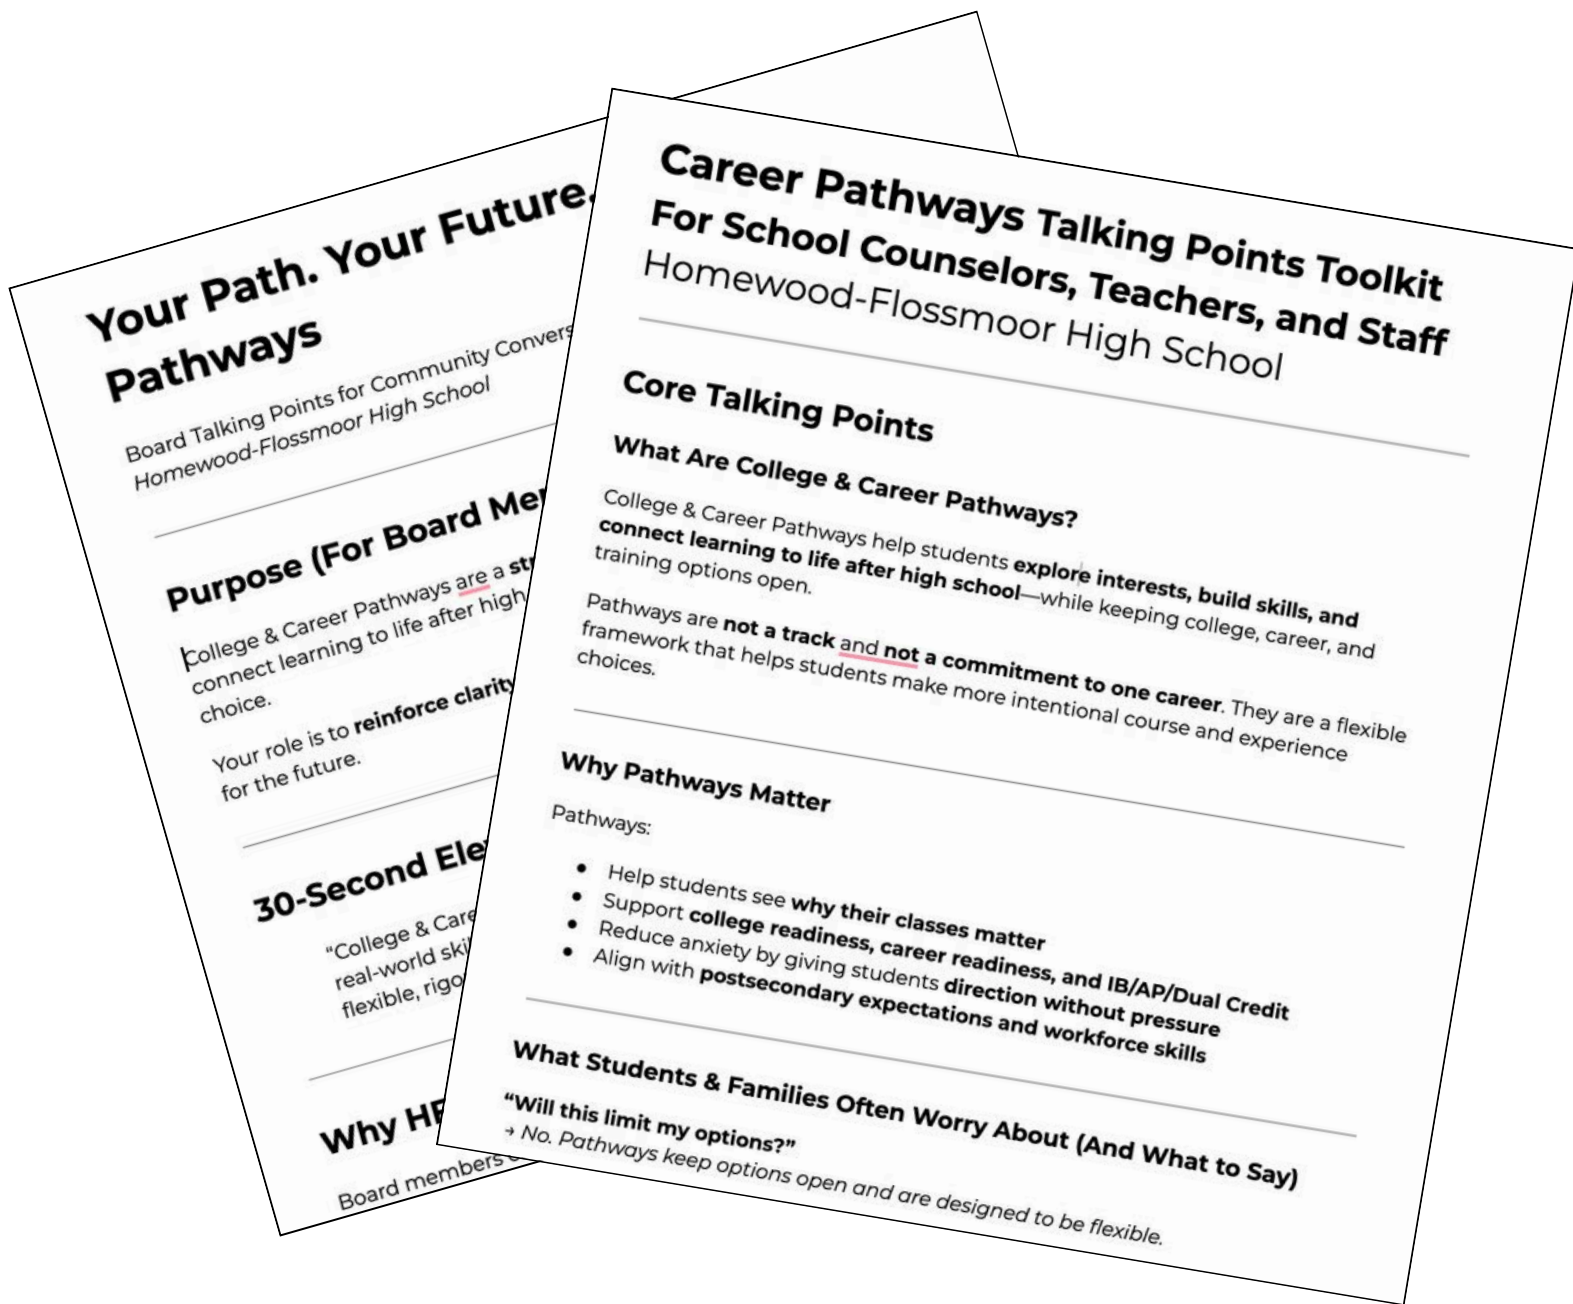 Your Path. Your Future.
Pathways
Board Talking Points for Community
Homewood-Flossmoor High School
Purpose (For Board
College & Career Pathways are a
connect learning to life after high
choice.
Your role is to reinforce clarity
for the future.
30-Second
“College & 
real-world
flexible,
Why
Board members
Career Pathways Talking Points Toolkit
For School Counselors, Teachers, and Staff
Homewood-Flossmoor High School
Core Talking Points
What Are College & Career Pathways?
College & Career Pathways help students explore interests, build skills, and
connect learning to life after high school—while keeping college, career, and
training options open.
Pathways are not a track and not a commitment to one career. They are a flexible
framework that helps students make more intentional course and experience
choices.
Why Pathways Matter
Pathways:
● Help students see why their classes matter
● Support college readiness, career readiness, and IB/AP/Dual Credit
● Reduce anxiety by giving students direction without pressure
● Align with postsecondary expectations and workforce skills
What Students & Families Often Worry About (And What to Say)
“Will this limit my options?”
→ No. Pathways keep options open and are designed to be flexible.